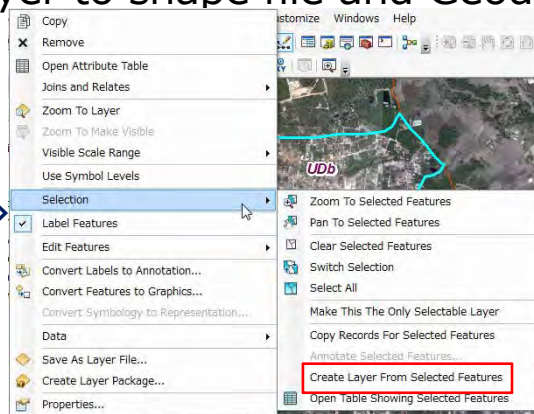 yer to shape file and Geod
Copy
stomize Windows Help
Remove
Open Attribute Table
Joins and Relates
Zoom To Layer
Zoom To Make Visible
Visible Scale Range
UDb
Use Symbol Levels
Selection
Zoom To Selected Features
Pan To Selected Features
Label Features
Clear Selected Features
Edit Features
Switch Selection
Convert Labels to Annotation...
Select All
Convert Features to Graphics...
Make This The Only Selectable Layer
Convert Symbology to Representation...
Copy Records For Selected Features
Data
Annotate Selected Features...
Save As Layer File...
Create Layer From Selected Features
Create Layer Package...
Open Table Showing Selected Features
Properties...